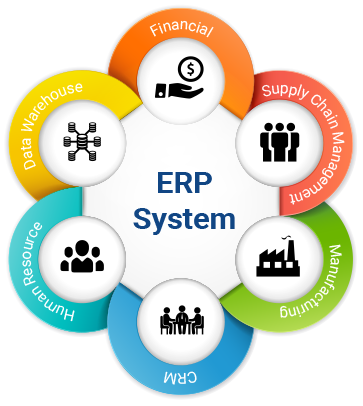 Financial
Supply Chain Management
Manufacturing
CRM
Human Resource
Data Warehouse
ERP
System
$